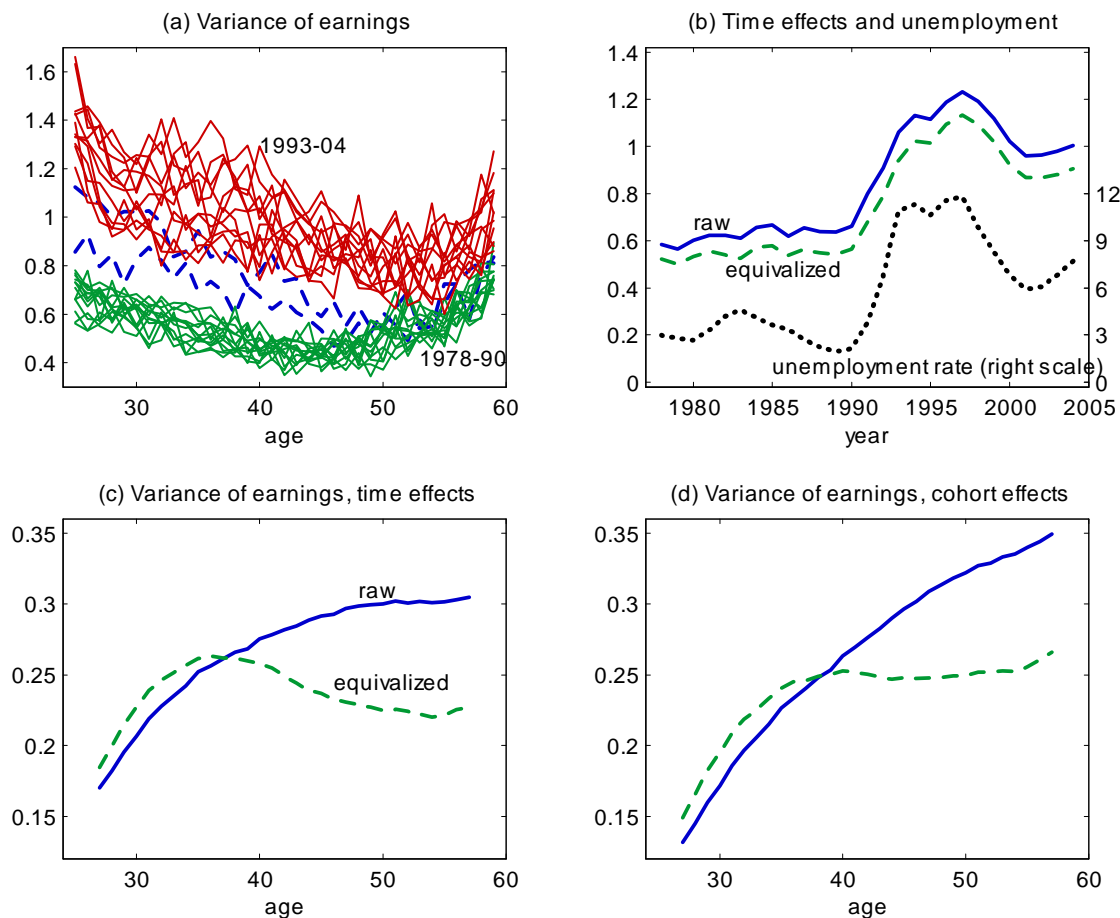 (a) Variance of earnings
1.6
1.4
1.2
1
0.8
0.6
0.4
1993-04
1978-90
30 40 50 60
age
(b) Time effects and unemployment
1.4
1.2
1
0.8
0.6
0.4
0.2
0
raw
equivalized
unemployment rate (right scale)
12
9
6
3
0
1980 1985 1990 1995 2000 2005
year
(c) Variance of earnings, time effects
0.35
0.3
0.25
0.2
0.15
raw
equivalized
30 40 50 60
age
(d) Variance of earnings, cohort effects
0.35
0.3
0.25
0.2
0.15
30 40 50 60
age